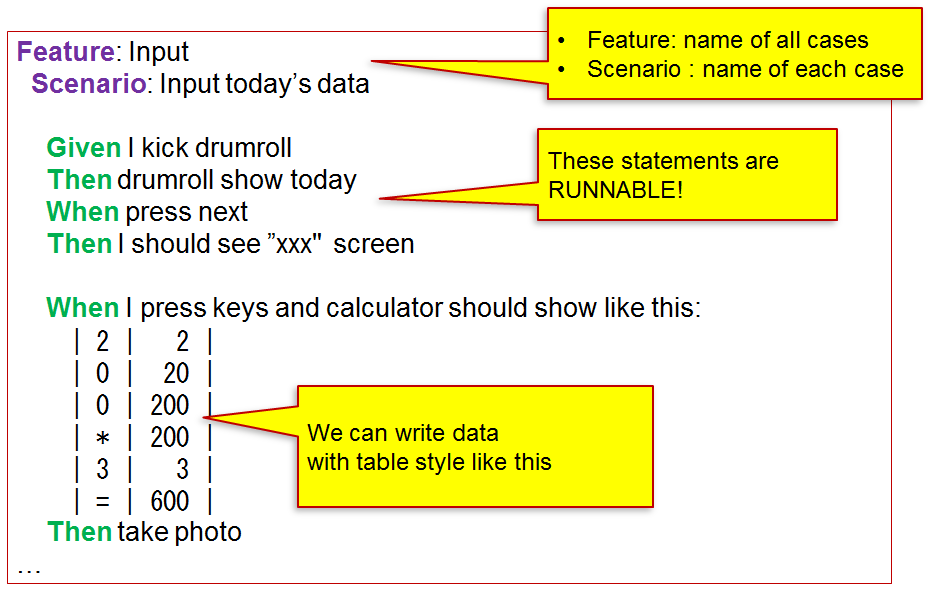 Feature: Input
Scenario: Input today’s data
• Feature: name of all cases
• Scenario : name of each case
Given I kick drumroll
Then drumroll show today
When press next
Then I should see ”xxx" screen
These statements are
RUNNABLE!
When I press keys and calculator should show like this:
| 2 | 2 |
| 0 | 20 |
| 0 | 200 |
| * | 200 |
| 3 | 3 |
| = | 600 |
We can write data
with table style like this
Then take photo
…